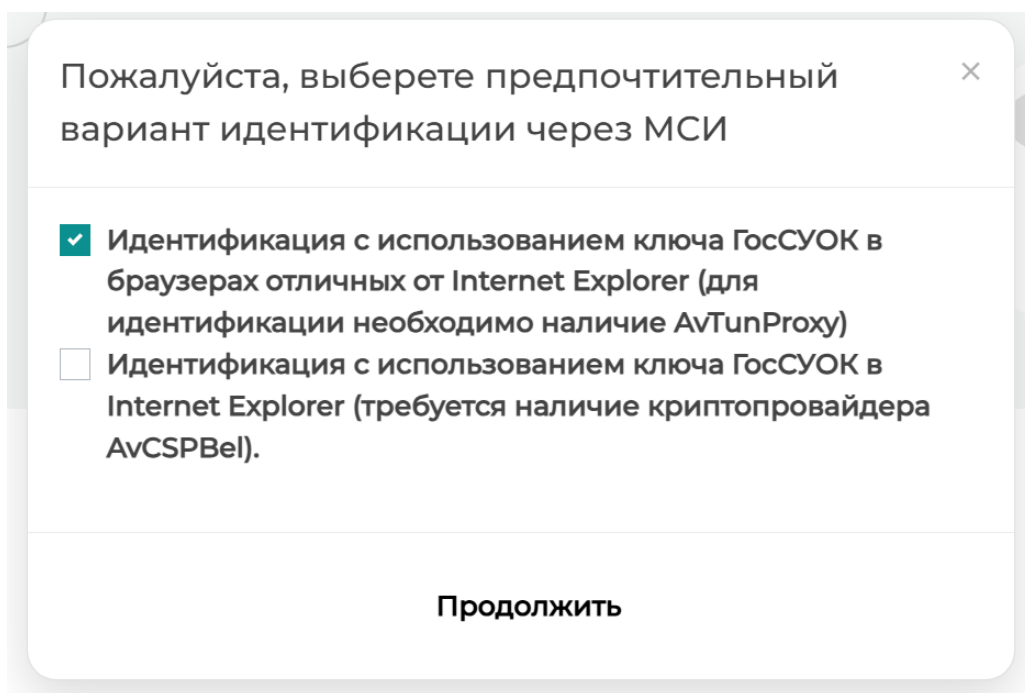 Пожалуйста, выберете предпочтительный
вариант идентификации через МСИ
Идентификация с использованием ключа ГосСУОК в
браузерах отличных от Internet Explorer (для
идентификации необходимо наличие AvTunProxy)
Идентификация с использованием ключа ГосСУОК в
Internet Explorer (требуется наличие криптопровайдера
AvCSPBel).
Продолжить